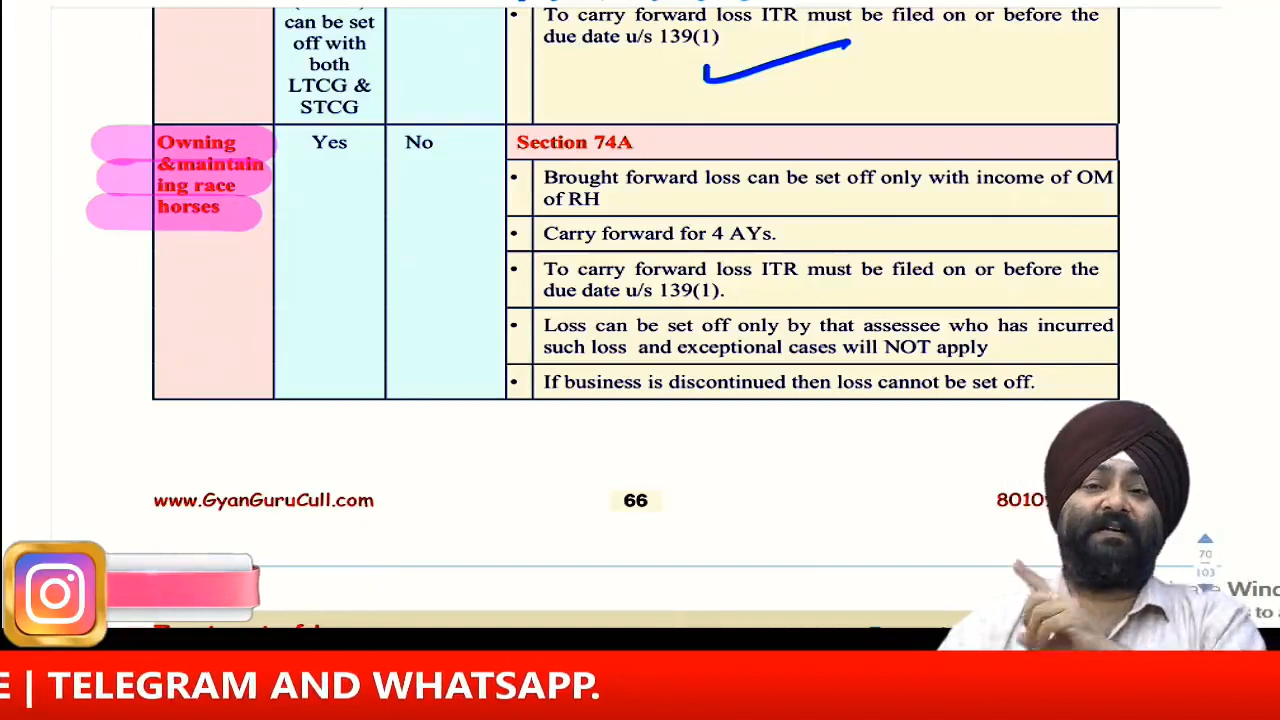 can be set
off with
both
LTCG &
STCG
• To carry forward loss ITR must be filed on or before the
due date u/s 139(1)
Owning
&maintain
ing race
horses
Yes
No
Section 74A
• Brought forward loss can be set off only with income of OM
of RH
• Carry forward for 4 AYs.
• To carry forward loss ITR must be filed on or before the
due date u/s 139(1).
• Loss can be set off only by that assessee who has incurred
such loss and exceptional cases will NOT apply
• If business is discontinued then loss cannot be set off.
www.GyanGuruCull.com
66
8010
70
103
Wind
s to a
E | TELEGRAM AND WHATSAPP.